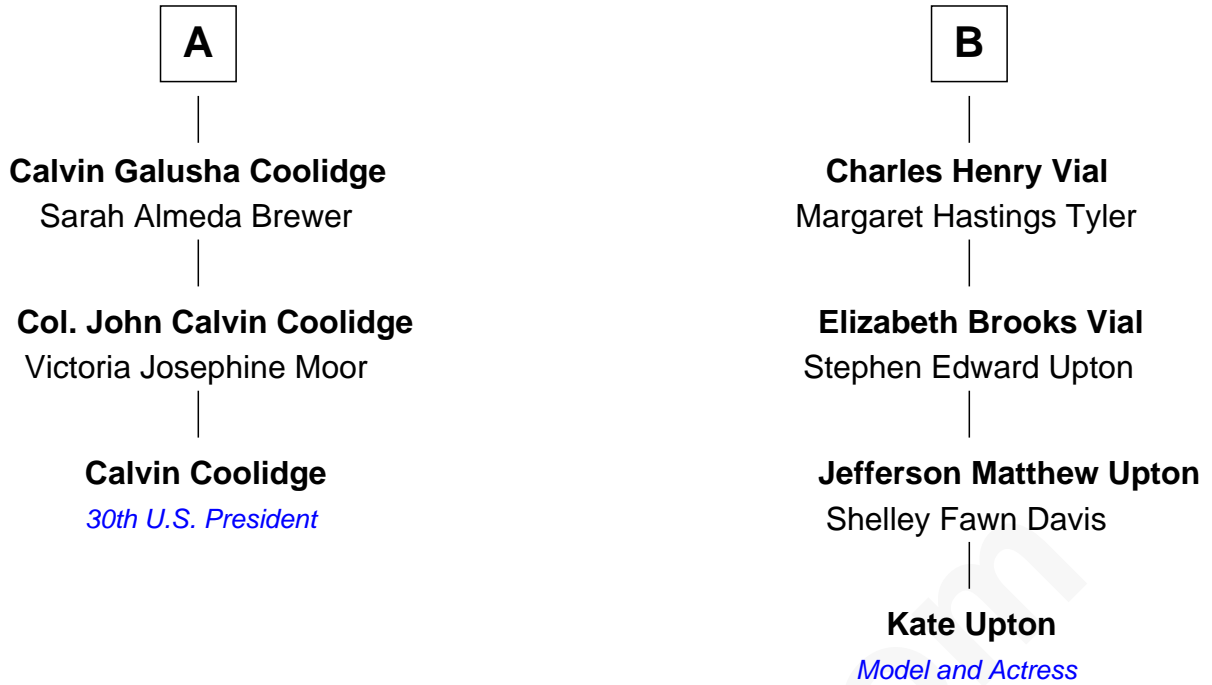 A
Calvin Galusha Coolidge
Sarah Almeda Brewer
Col. John Calvin Coolidge
Victoria Josephine Moor
Calvin Coolidge
30th U.S. President
B
Charles Henry Vial
Margaret Hastings Tyler
Elizabeth Brooks Vial
Stephen Edward Upton
Jefferson Matthew Upton
Shelley Fawn Davis
Kate Upton
Model and Actress